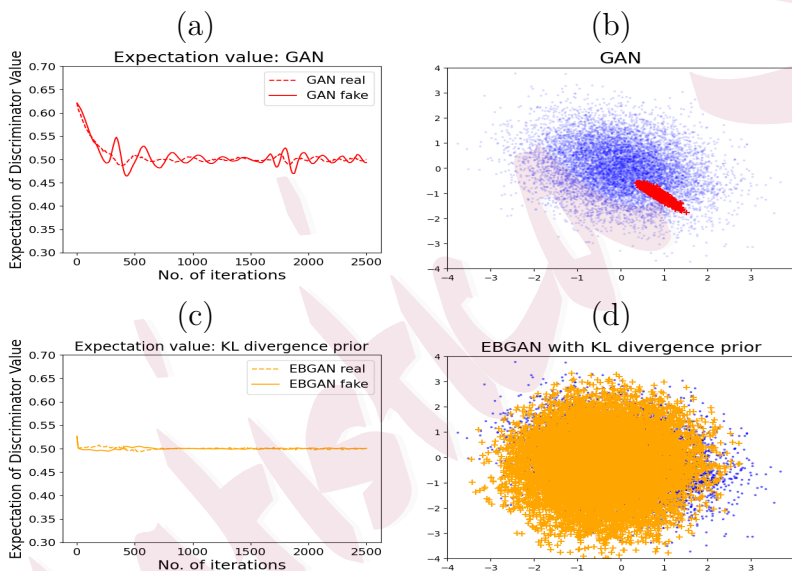 (a)
(b)
Expectation value: GAN
GAN
Expectation of Discriminator Value
0.70
0.65
0.60
0.55
0.50
0.45
0.40
0.35
0.30
GAN real
GAN fake
0 500 1000 1500 2000 2500
No. of iterations
4
3
2
1
0
−1
−2
−3
−4
−4 −3 −2 −1 0 1 2 3
(c)
(d)
Expectation value: KL divergence prior
EBGAN with KL divergence prior
Expectation of Discriminator Value
0.70
0.65
0.60
0.55
0.50
0.45
0.40
0.35
0.30
EBGAN real
EBGAN fake
0 500 1000 1500 2000 2500
No. of iterations
4
3
2
1
0
−1
−2
−3
−4
−4 −3 −2 −1 0 1 2 3